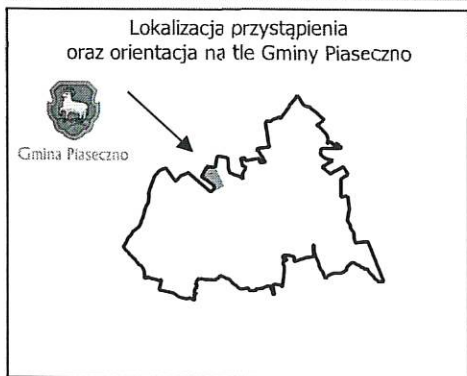 Lokalizacja przystąpienia
oraz orientacja na tle Gminy Piaseczno
Gmina Piaseczno